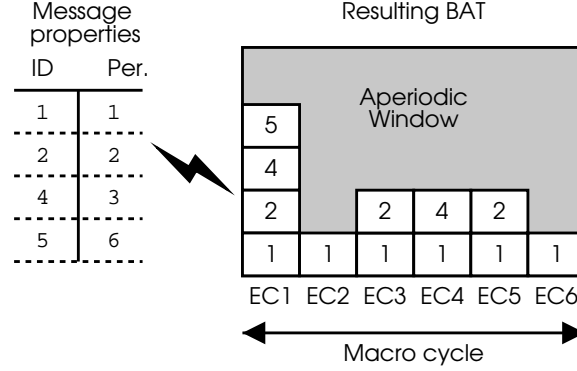 Message
properties
ID Per.
1 1
2 2
4 3
5 6
Resulting BAT
Aperiodic
Window
5
4
2 2 4 2
1 1 1 1 1 1
EC1 EC2 EC3 EC4 EC5 EC6
Macro cycle